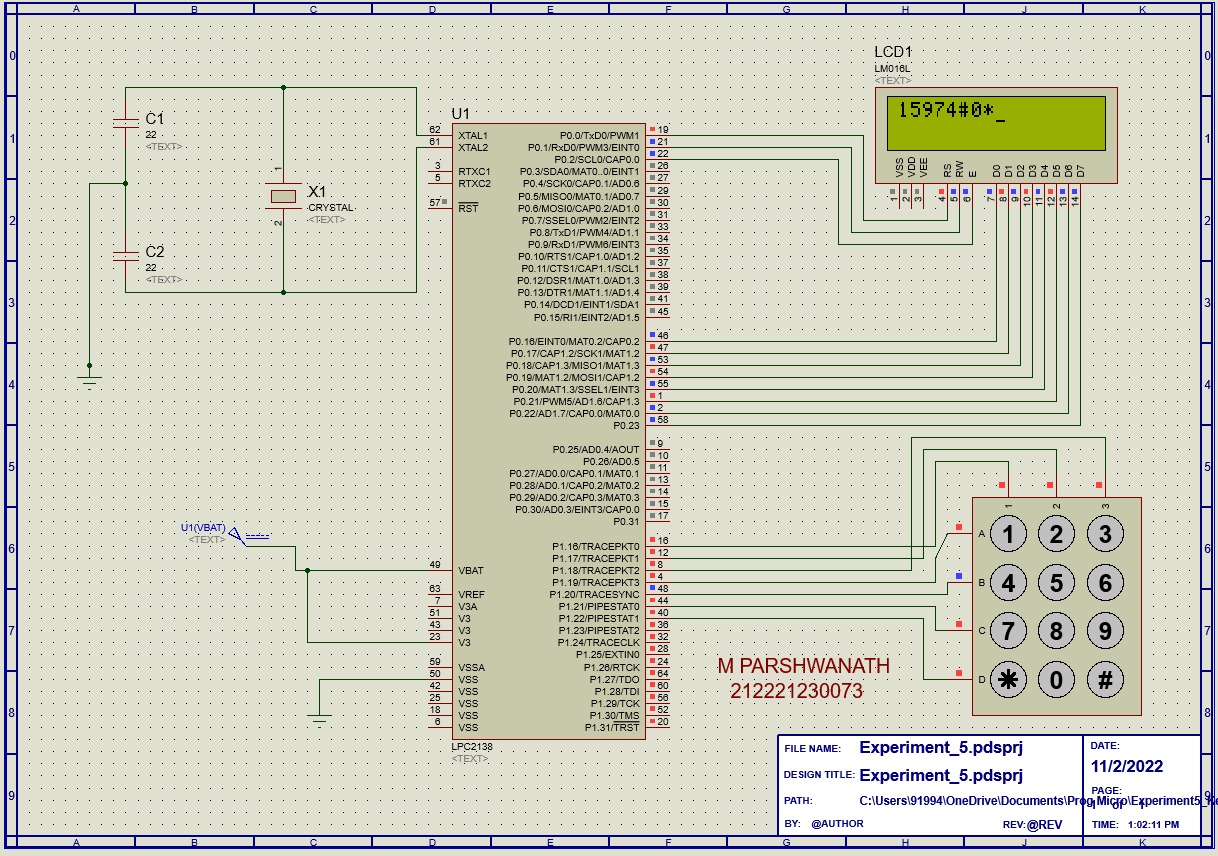 A B C D E F G H J K
0 0
LCD1
LM016L
<TEXT>
15974#0*_
VSS VDD VEE RS RW E D0 D1 D2 D3 D4 D5 D6 D7
1 2 3 4 5 6 7 8 9 10 11 12 13 14
C1
22
<TEXT>
1 1
C2
22
<TEXT>
X1
CRYSTAL
<TEXT>
1
2
2 2
3 3
4 4
5 5
6 6
7 7
8 8
9 9
U1
62 XTAL1
61 XTAL2
3 RTXC1
5 RTXC2
57 RST
49 VBAT
63 VREF
7 V3A
51 V3
43 V3
23 V3
59 VSSA
50 VSS
42 VSS
25 VSS
18 VSS
6 VSS
P0.0/TxD0/PWM1 19
P0.1/RxD0/PWM3/EINT0 21
P0.2/SCL0/CAP0.0 22
P0.3/SDA0/MAT0..0/EINT1 26
P0.4/SCK0/CAP0.1/AD0.6 27
P0.5/MISO0/MAT0.1/AD0.7 29
P0.6/MOSI0/CAP0.2/AD1.0 30
P0.7/SSEL0/PWM2/EINT2 31
P0.8/TxD1/PWM4/AD1.1 33
P0.9/RxD1/PWM6/EINT3 34
P0.10/RTS1/CAP1.0/AD1.2 35
P0.11/CTS1/CAP1.1/SCL1 37
P0.12/DSR1/MAT1.0/AD1.3 38
P0.13/DTR1/MAT1.1/AD1.4 39
P0.14/DCD1/EINT1/SDA1 41
P0.15/RI1/EINT2/AD1.5 45
P0.16/EINT0/MAT0.2/CAP0.2 46
P0.17/CAP1.2/SCK1/MAT1.2 47
P0.18/CAP1.3/MISO1/MAT1.3 53
P0.19/MAT1.2/MOSI1/CAP1.2 54
P0.20/MAT1.3/SSEL1/EINT3 55
P0.21/PWM5/AD1.6/CAP1.3 1
P0.22/AD1.7/CAP0.0/MAT0.0 2
P0.23 58
P0.25/AD0.4/AOUT 9
P0.26/AD0.5 10
P0.27/AD0.0/CAP0.1/MAT0.1 11
P0.28/AD0.1/CAP0.2/MAT0.2 13
P0.29/AD0.2/CAP0.3/MAT0.3 14
P0.30/AD0.3/EINT3/CAP0.0 15
P0.31 17
P1.16/TRACEPKT0 16
P1.17/TRACEPKT1 12
P1.18/TRACEPKT2 8
P1.19/TRACEPKT3 4
P1.20/TRACESYNC 48
P1.21/PIPESTAT0 44
P1.22/PIPESTAT1 40
P1.23/PIPESTAT2 36
P1.24/TRACECLK 32
P1.25/EXTIN0 28
P1.26/RTCK 24
P1.27/TDO 64
P1.28/TDI 60
P1.29/TCK 56
P1.30/TMS 52
P1.31/TRST 20
LPC2138
<TEXT>
U1(VBAT)
<TEXT>
1 2 3
A 1 2 3
B 4 5 6
C 7 8 9
D * 0 #
M PARSHWANATH
212221230073
FILE NAME: Experiment_5.pdsprj
DESIGN TITLE: Experiment_5.pdsprj
PATH: C:\Users\91994\OneDrive\Documents\Prog Micro\Experiment5_
BY: @AUTHOR REV:@REV
DATE:
11/2/2022
PAGE:
TIME: 1:02:11 PM
A B C D E F G H J K